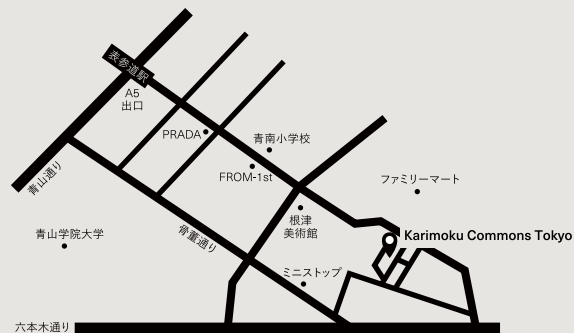 表参道駅
A5
出口
PRADA
青南小学校
FROM-1st
ファミリーマート
青山通り
根津
美術館
Karimoku Commons Tokyo
青山学院大学
骨董通り
ミニストップ
六本木通り